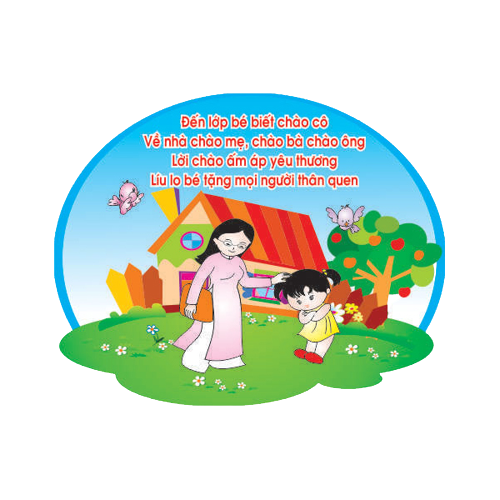 Đến lớp bé biết chào cô
Về nhà chào mẹ, chào bà chào ông
Lời chào ấm áp yêu thương
Líu lo bé tặng mọi người thân quen